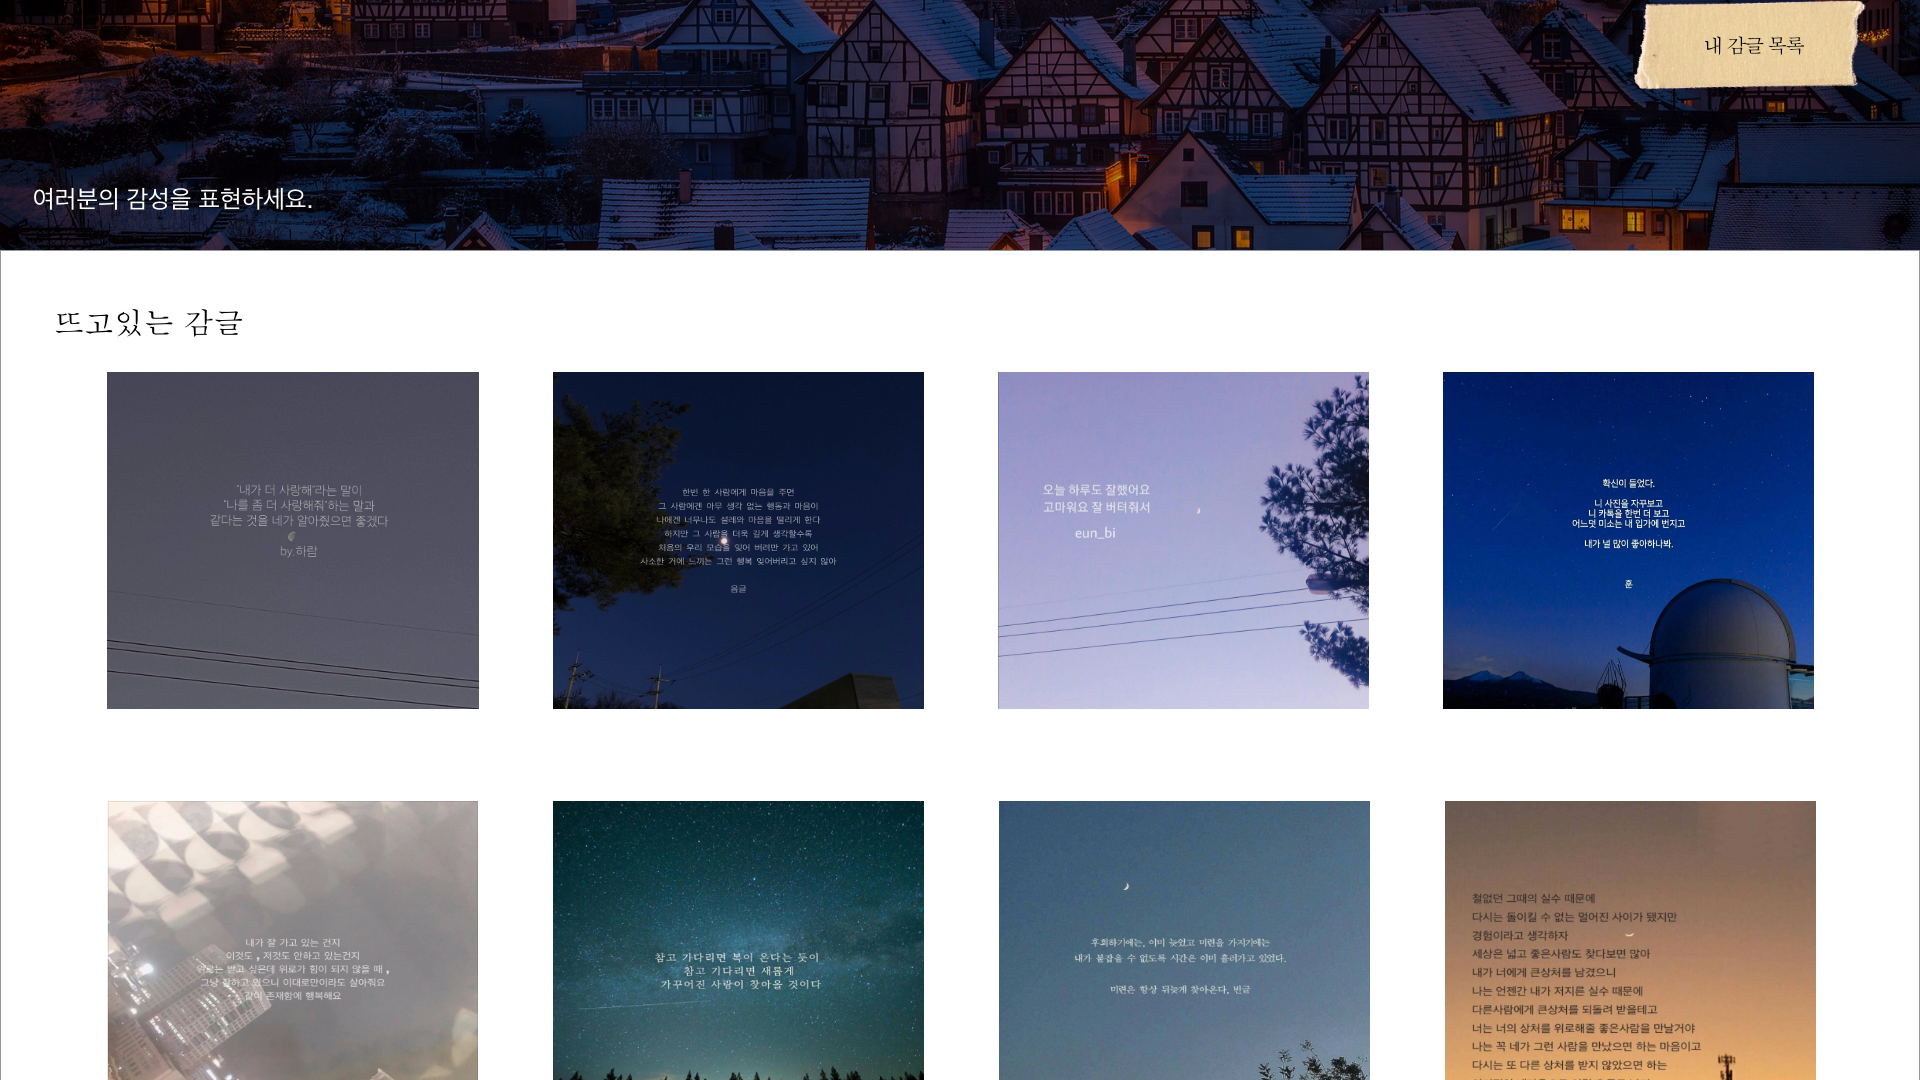 내 감글 목록
여러분의 감성을 표현하세요.
뜨고있는 감글
"내가 더 사랑해"라는 말이
"나를 좀 더 사랑해줘"하는 말과
같다는 것을 네가 알아줬으면 좋겠다
by.하람
한번 한 사람에게 마음을 주면
그 사람에겐 아무 생각 없는 행동과 마음이
나에겐 너무나도 설레와 마음을 떨리게 한다
하지만 그 사람을 더욱 깊게 생각할수록
처음의 우리 모습을 잊어 버려만 가고 있어
사소한 거에 느끼는 그런 행복 잊어버리고 싶지 않아
음글
오늘 하루도 잘했어요
고마워요 잘 버텨줘서
eun_bi
확신이 들었다.
니 사진을 자꾸보고
니 카톡을 한번 더 보고
어느덧 미소는 내 입가에 번지고
내가 널 많이 좋아하나봐.
훈
내가 잘 가고 있는 건지
이것도 , 저것도 안하고 있는건지
위로는 받고 싶은데 위로가 힘이 되지 않을 때 ,
그냥 잘하고 있으니 이대로만이라도 살아줘요
같이 존재함에 행복해요
참고 기다리면 복이 온다는 듯이
참고 기다리면 새롭게
가꾸어진 사랑이 찾아올 것이다
후회하기에는, 이미 늦었고 미련을 가지기에는
내가 붙잡을 수 없도록 시간은 이미 흘러가고 있었다.
미련은 항상 뒤늦게 찾아온다, 빈글
철없던 그때의 실수 때문에
다시는 돌이킬 수 없는 멀어진 사이가 됐지만
경험이라고 생각하자
세상은 넓고 좋은사람도 찾다보면 많아
내가 너에게 큰상처를 남겼으니
나는 언젠간 내가 저지른 실수 때문에
다른사람에게 큰상처를 되돌려 받을테고
너는 너의 상처를 위로해줄 좋은사람을 만날거야
나는 꼭 네가 그런 사람을 만났으면 하는 마음이고
다시는 또 다른 상처를 받지 않았으면 하는